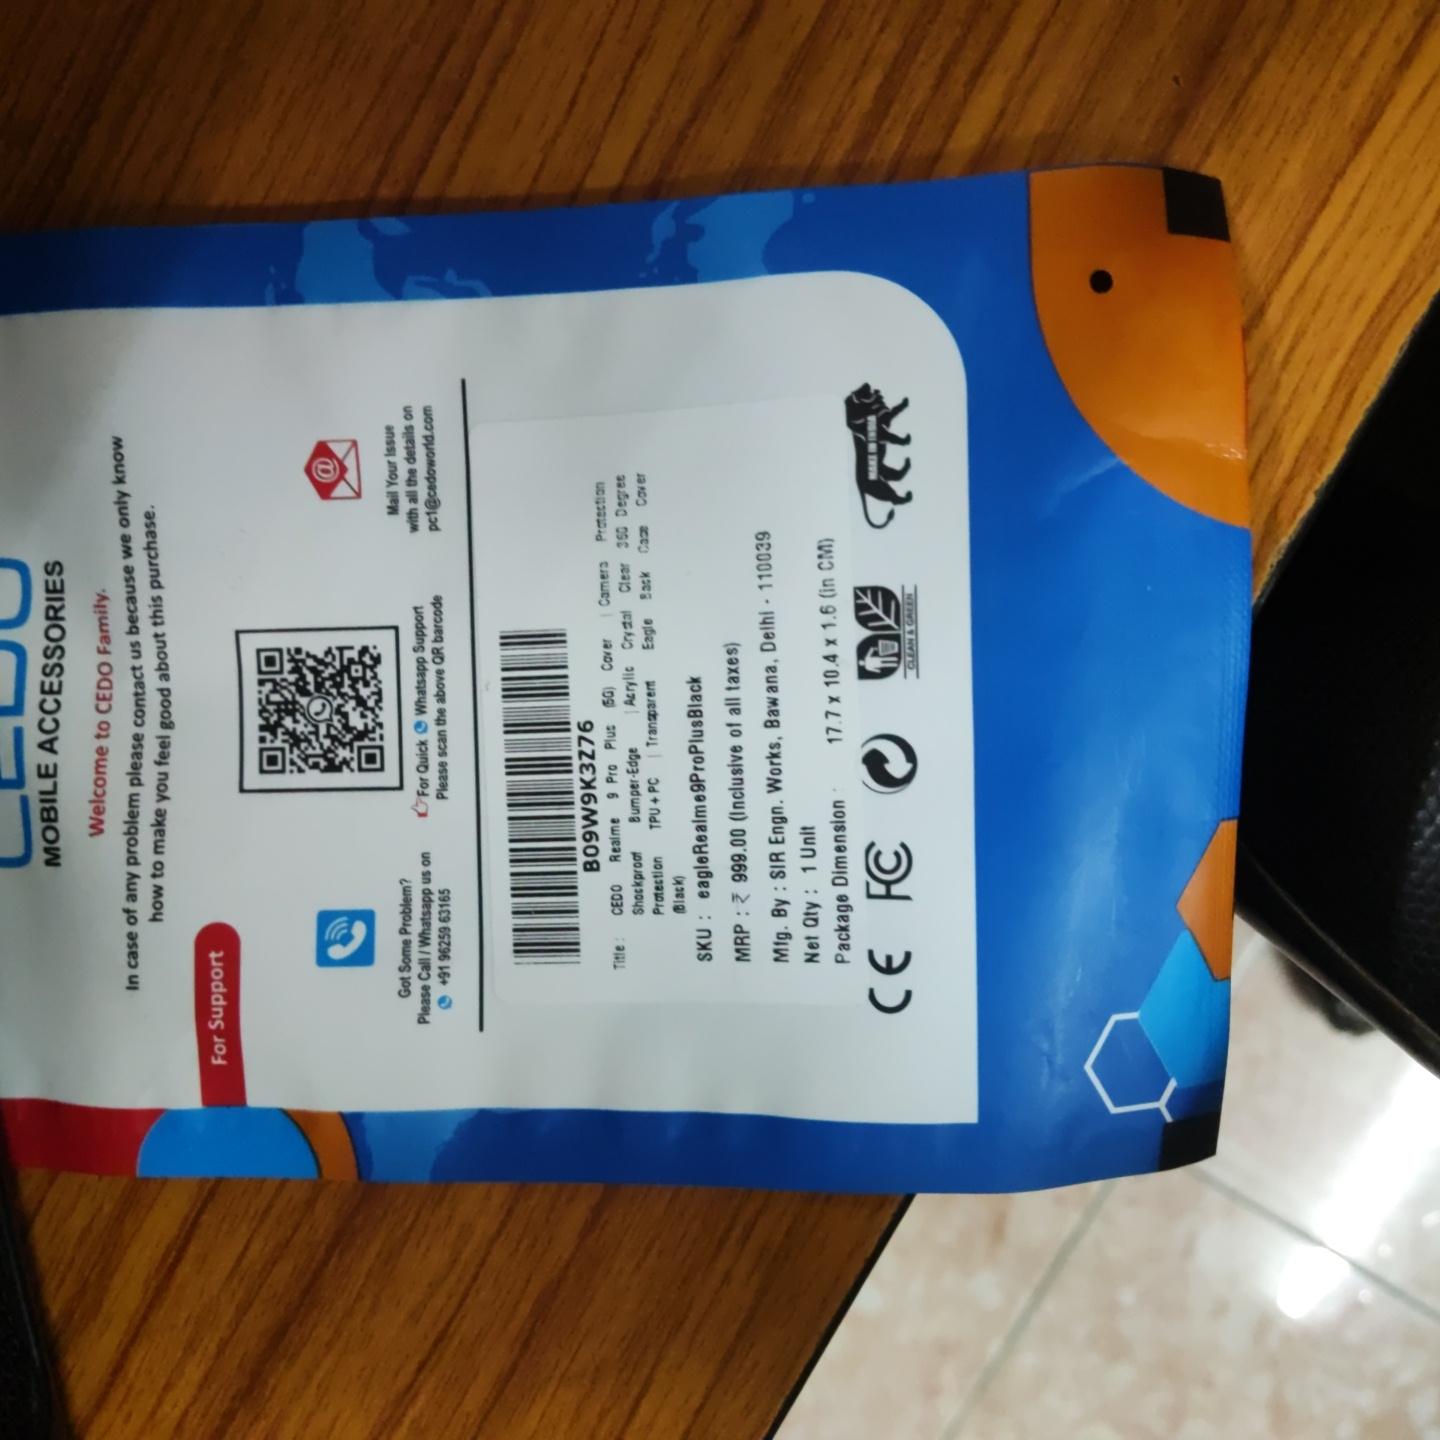 CEDO
MOBILE ACCESSORIES
Welcome to CEDO Family.
In case of any problem please contact us because we only know
how to make you feel good about this purchase.
For Support
Got Some Problem?
Please Call / Whatsapp us on
+91 96259 63165
For Quick Whatsapp Support
Please scan the above QR barcode
@
Mail Your Issue
with all the details on
pc1@cedoworld.com
B09W9K3Z76
Title : CEDO Realme 9 Pro Plus (5G) Cover | Camera Protection
Shockproof Bumper-Edge | Acrylic Crystal Clear 360 Degree
Protection TPU+PC | Transparent Eagle Back Case Cover
(Black)
SKU : eagleRealme9ProPlusBlack
MRP : ₹ 999.00 (Inclusive of all taxes)
Mfg. By : SIR Engn. Works, Bawana, Delhi - 110039
Net Qty : 1 Unit
Package Dimension : 17.7 x 10.4 x 1.6 (in CM)
CE FC
CLEAN & GREEN
MAKE IN INDIA